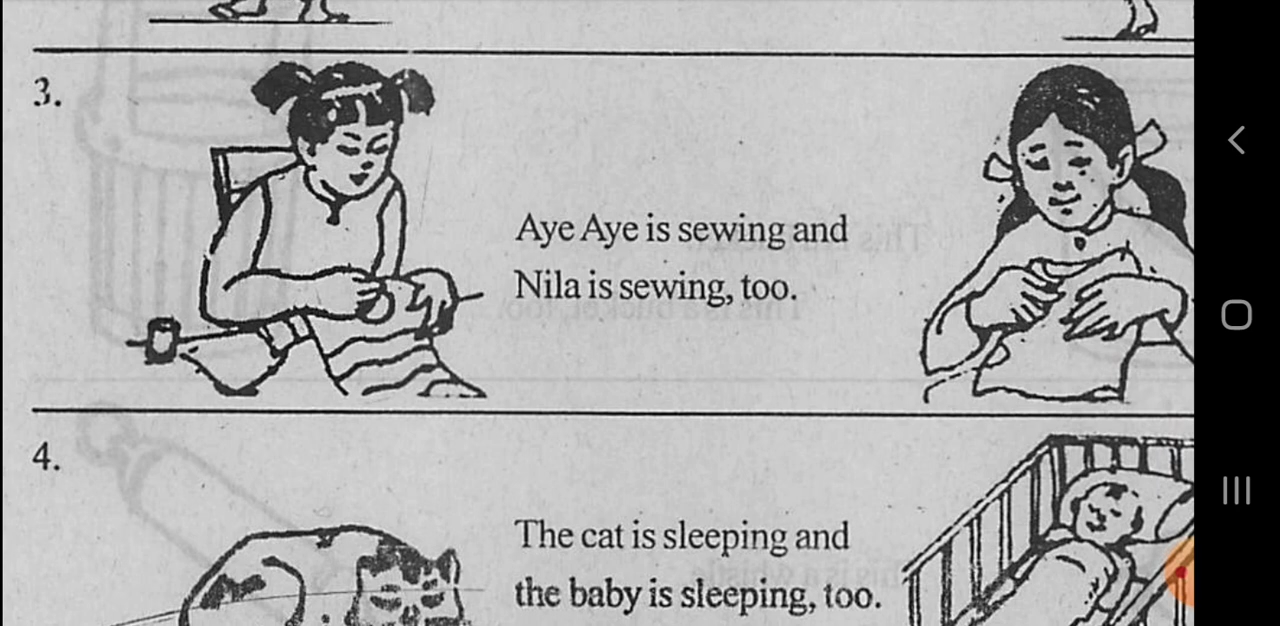 3.
Aye Aye is sewing and
Nila is sewing, too.
4.
The cat is sleeping and
the baby is sleeping, too.